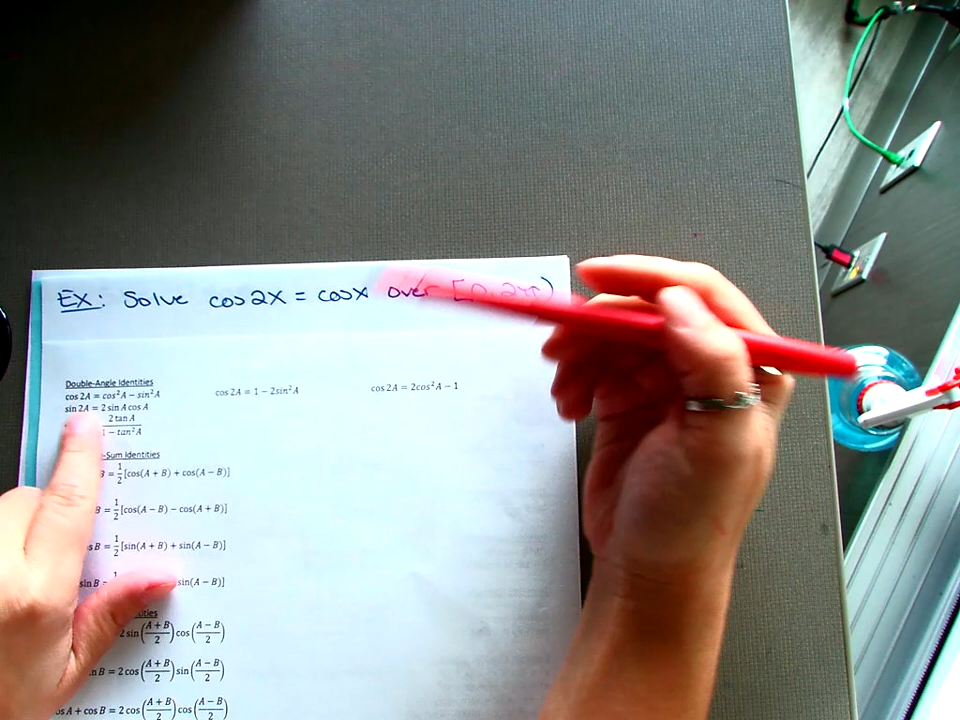 EX: Solve cos2x = cosx over [0,2π)
Double-Angle Identities
cos 2A = cos²A − sin²A
cos 2A = 1 − 2sin²A
cos 2A = 2cos²A − 1
sin 2A = 2 sin A cos A
2 tan A
1 − tan²A
-Sum Identities
B = 1/2 [cos(A + B) + cos(A − B)]
B = 1/2 [cos(A − B) − cos(A + B)]
B = 1/2 [sin(A + B) + sin(A − B)]
sin B = sin(A − B)]
2 sin (A + B / 2) cos (A − B / 2)
B = 2 cos (A + B / 2) sin (A − B / 2)
cos A + cos B = 2 cos (A + B / 2) cos (A − B / 2)